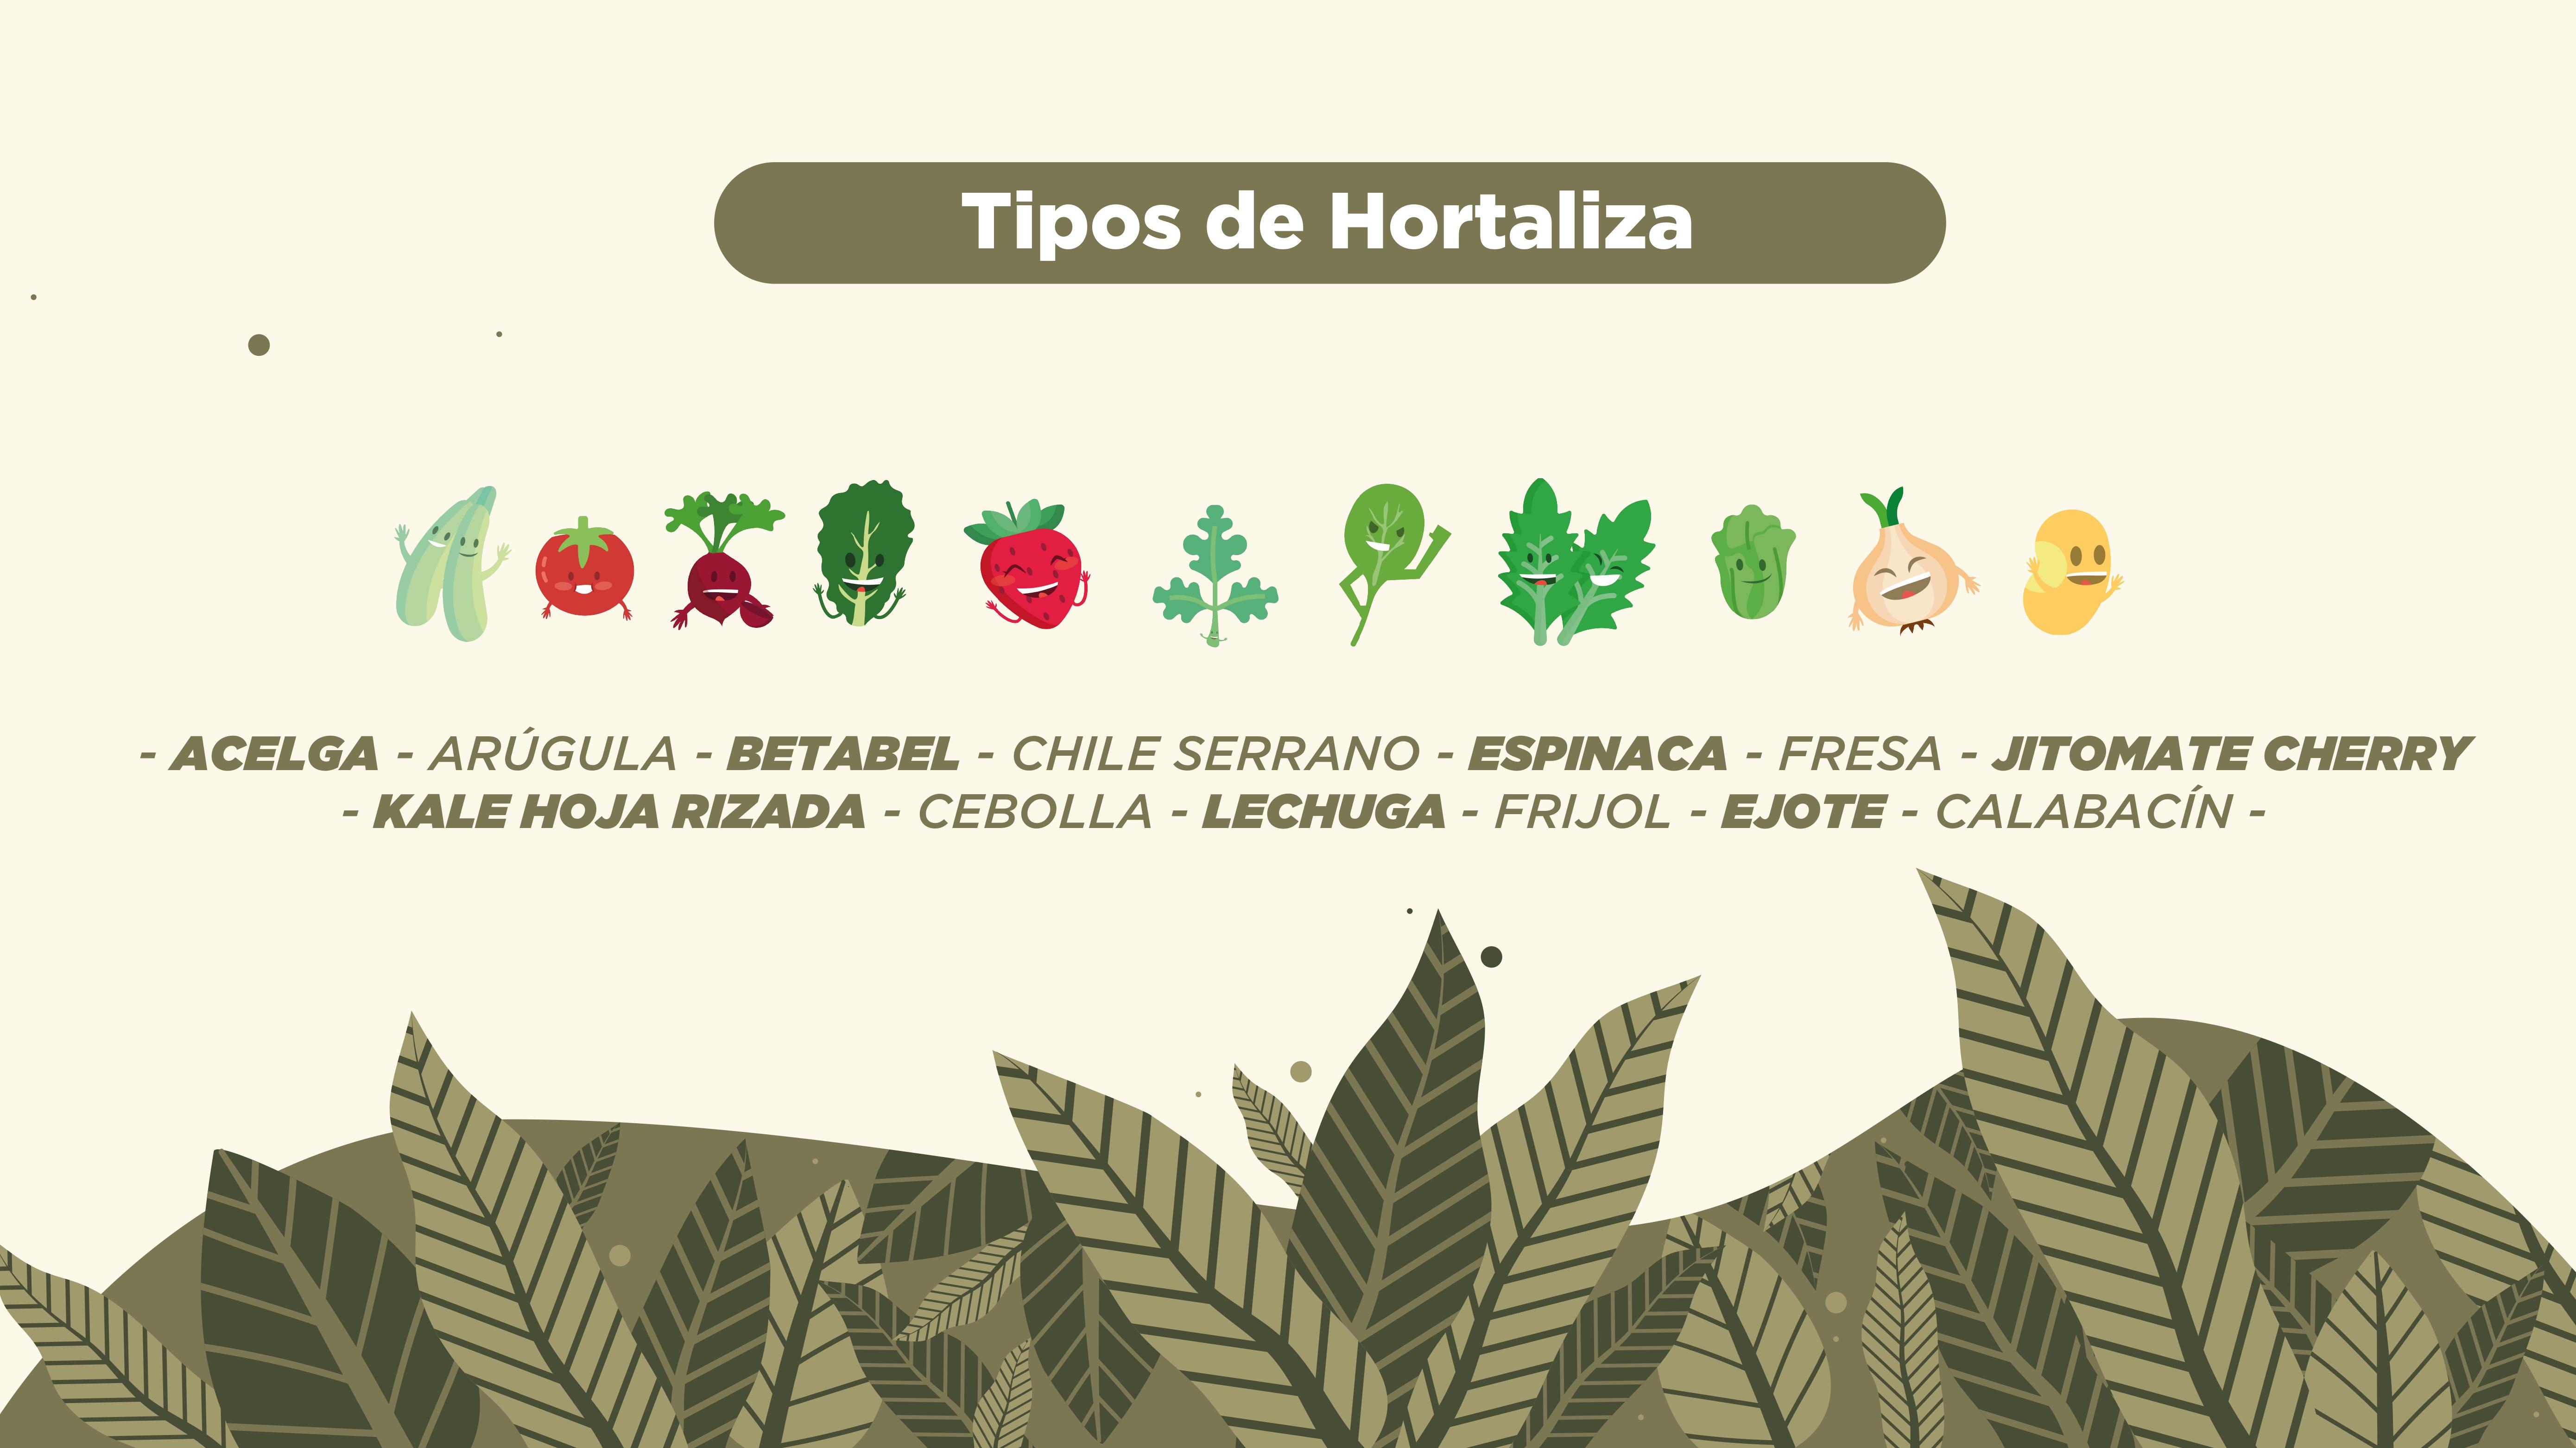 Tipos de Hortaliza
- ACELGA - ARÚGULA - BETABEL - CHILE SERRANO - ESPINACA - FRESA - JITOMATE CHERRY
- KALE HOJA RIZADA - CEBOLLA - LECHUGA - FRIJOL - EJOTE - CALABACÍN -